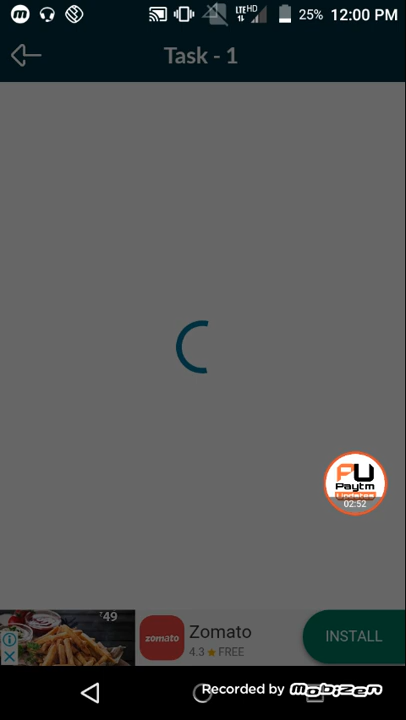 LTE HD 25% 12:00 PM
Task - 1
PU
Paytm
Updates
02:52
₹49
zomato
Zomato
4.3★FREE
INSTALL
Recorded by MOBIZEN